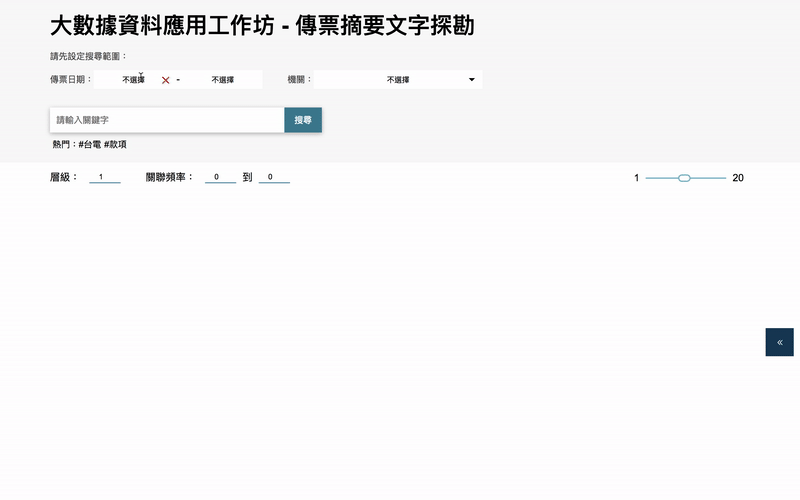 大數據資料應用工作坊 - 傳票摘要文字探勘
請先設定搜尋範圍：
傳票日期： 不選擇 - 不選擇 機關： 不選擇
請輸入關鍵字 搜尋
熱門：#台電 #款項
層級： 1 關聯頻率： 0 到 0 1 20
«